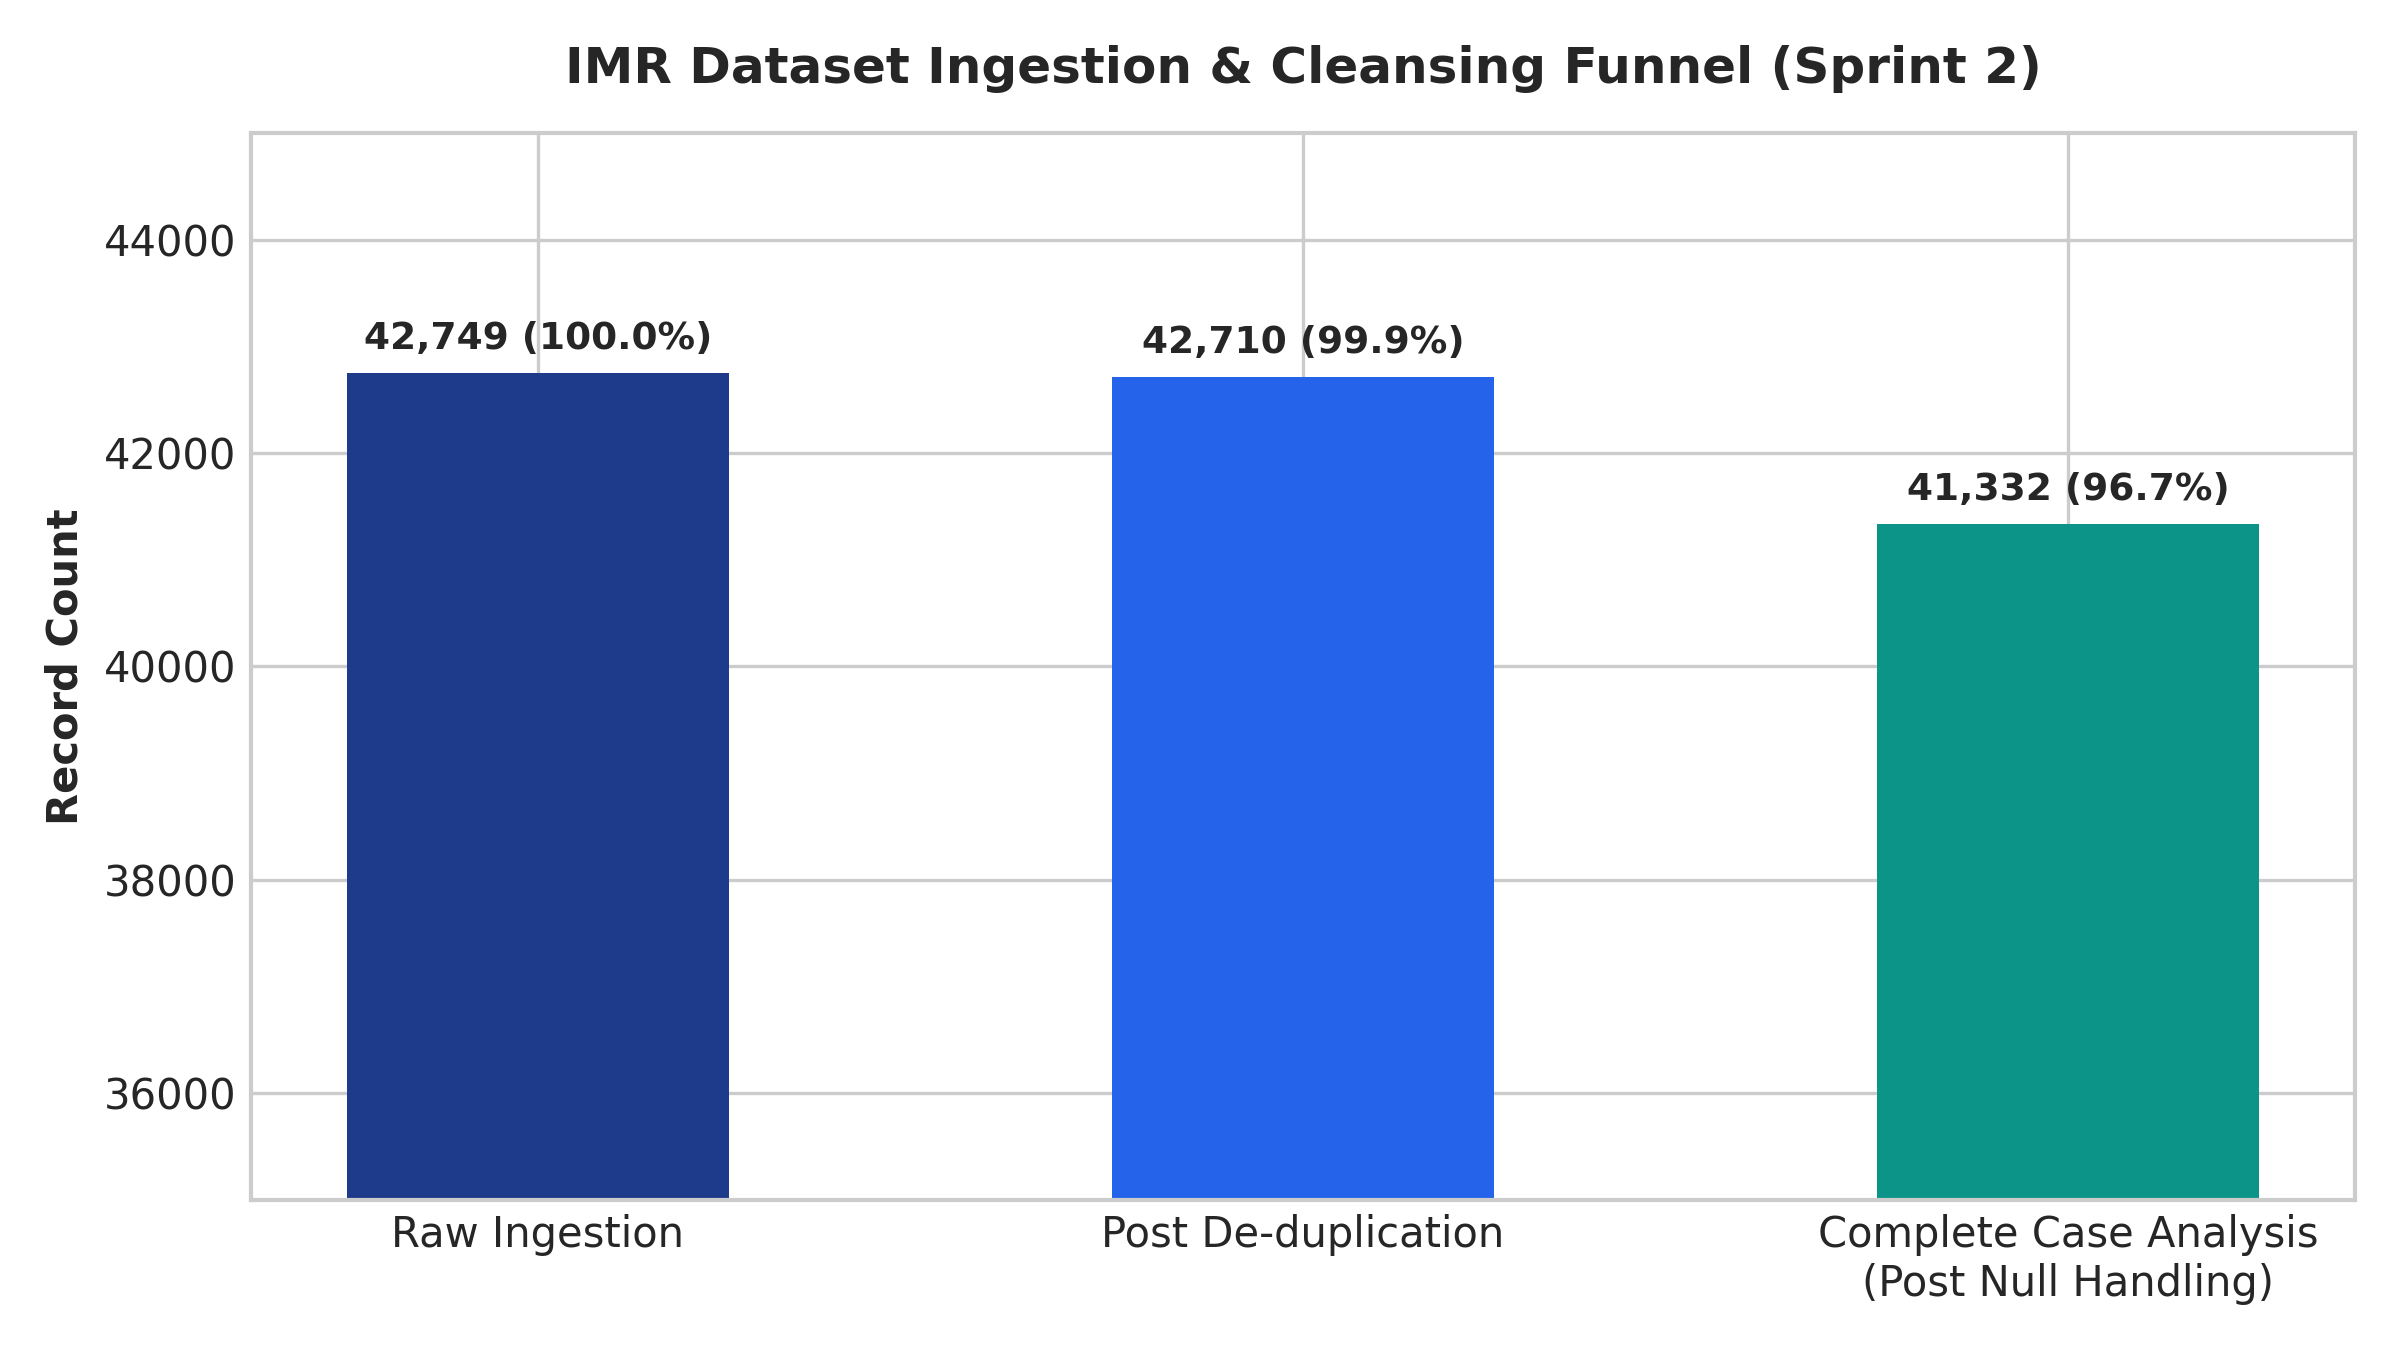 IMR Dataset Ingestion & Cleansing Funnel (Sprint 2)
Record Count
44000
42000
40000
38000
36000
42,749 (100.0%)
42,710 (99.9%)
41,332 (96.7%)
Raw Ingestion
Post De-duplication
Complete Case Analysis
(Post Null Handling)